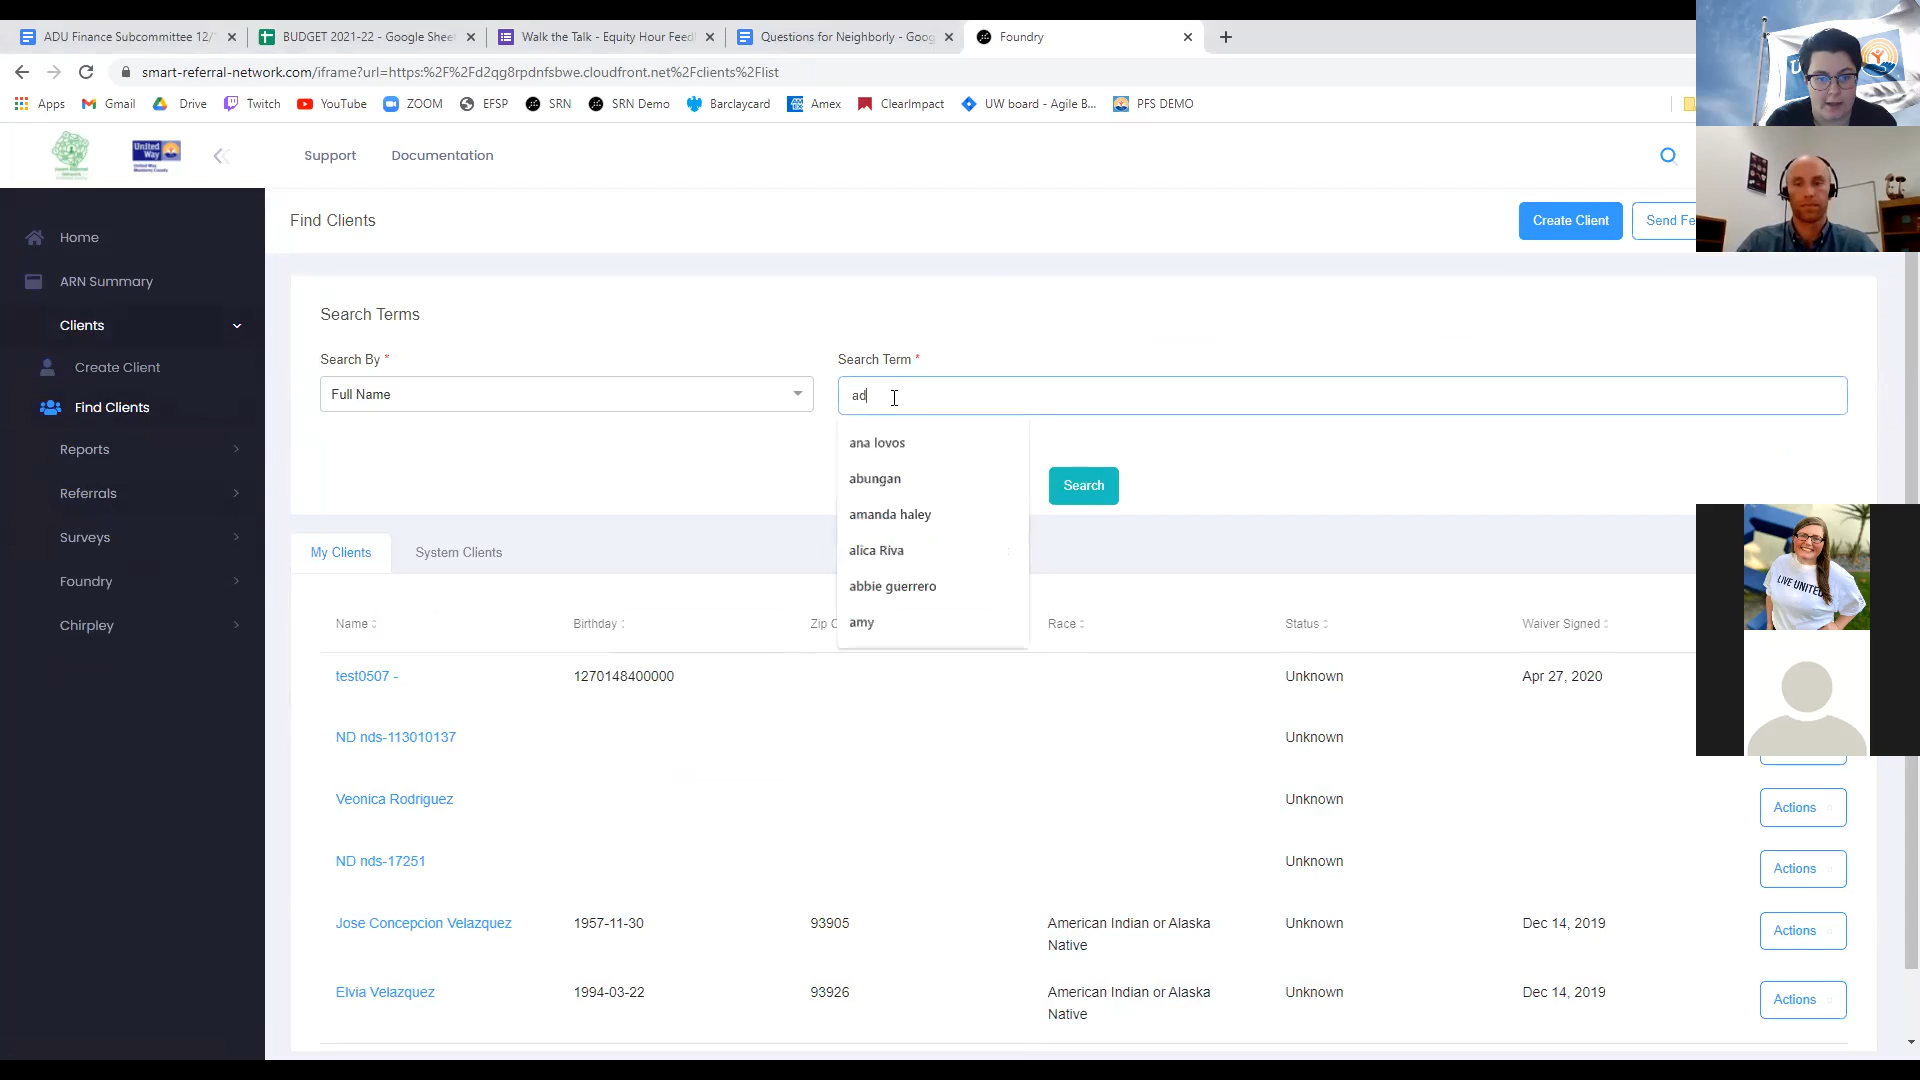 ADU Finance Subcommittee 12/
BUDGET 2021-22 - Google Shee
Walk the Talk - Equity Hour Feed
Questions for Neighborly - Goog
Foundry
smart-referral-network.com/iframe?url=https:%2F%2Fd2qg8rpdnfsbwe.cloudfront.net%2Fclients%2Flist
Apps Gmail Drive Twitch YouTube ZOOM EFSP SRN SRN Demo Barclaycard Amex ClearImpact UW board - Agile B... PFS DEMO
United
Way
Support Documentation
Find Clients
Create Client
Send Fe
Home
ARN Summary
Clients
Create Client
Find Clients
Reports
Referrals
Surveys
Foundry
Chirpley
Search Terms
Search By * Search Term *
Full Name ad
ana lovos
abungan
amanda haley
alica Riva
abbie guerrero
amy
Search
My Clients System Clients
Name Birthday Zip C Race Status Waiver Signed
test0507 - 1270148400000 Unknown Apr 27, 2020
ND nds-113010137 Unknown
Veonica Rodriguez Unknown Actions
ND nds-17251 Unknown Actions
Jose Concepcion Velazquez 1957-11-30 93905 American Indian or Alaska Unknown Dec 14, 2019 Actions
Native
Elvia Velazquez 1994-03-22 93926 American Indian or Alaska Unknown Dec 14, 2019 Actions
Native
LIVE UNITED